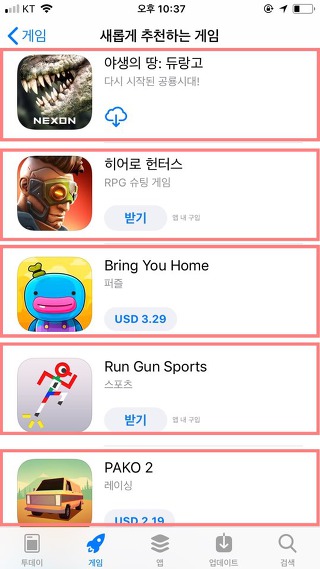 KT
오후 10:37
게임
새롭게 추천하는 게임
야생의 땅: 듀랑고
다시 시작된 공룡시대!
NEXON
히어로 헌터스
RPG 슈팅 게임
받기
앱 내 구입
Bring You Home
퍼즐
USD 3.29
Run Gun Sports
스포츠
받기
앱 내 구입
PAKO 2
레이싱
USD 2.19
투데이
게임
앱
업데이트
검색